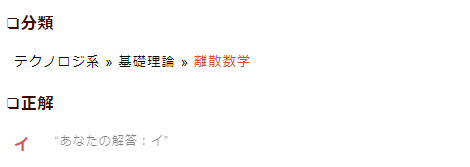 ❏分類
テクノロジ系 » 基礎理論 » 離散数学
❏正解
イ “あなたの解答：イ”